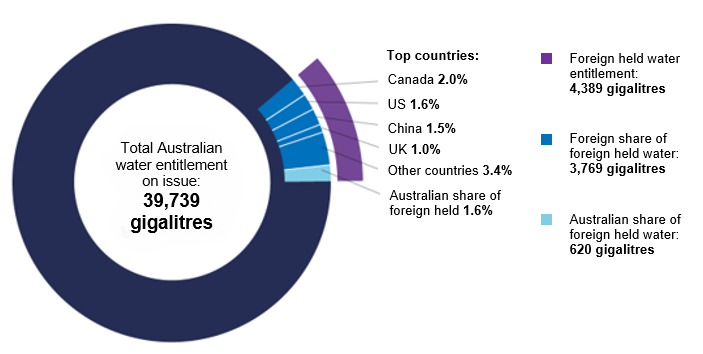 Total Australian
water entitlement
on issue:
39,739
gigalitres
Top countries:
Canada 2.0%
US 1.6%
China 1.5%
UK 1.0%
Other countries 3.4%
Australian share of
foreign held 1.6%
Foreign held water
entitlement:
4,389 gigalitres
Foreign share of
foreign held water:
3,769 gigalitres
Australian share of
foreign held water:
620 gigalitres